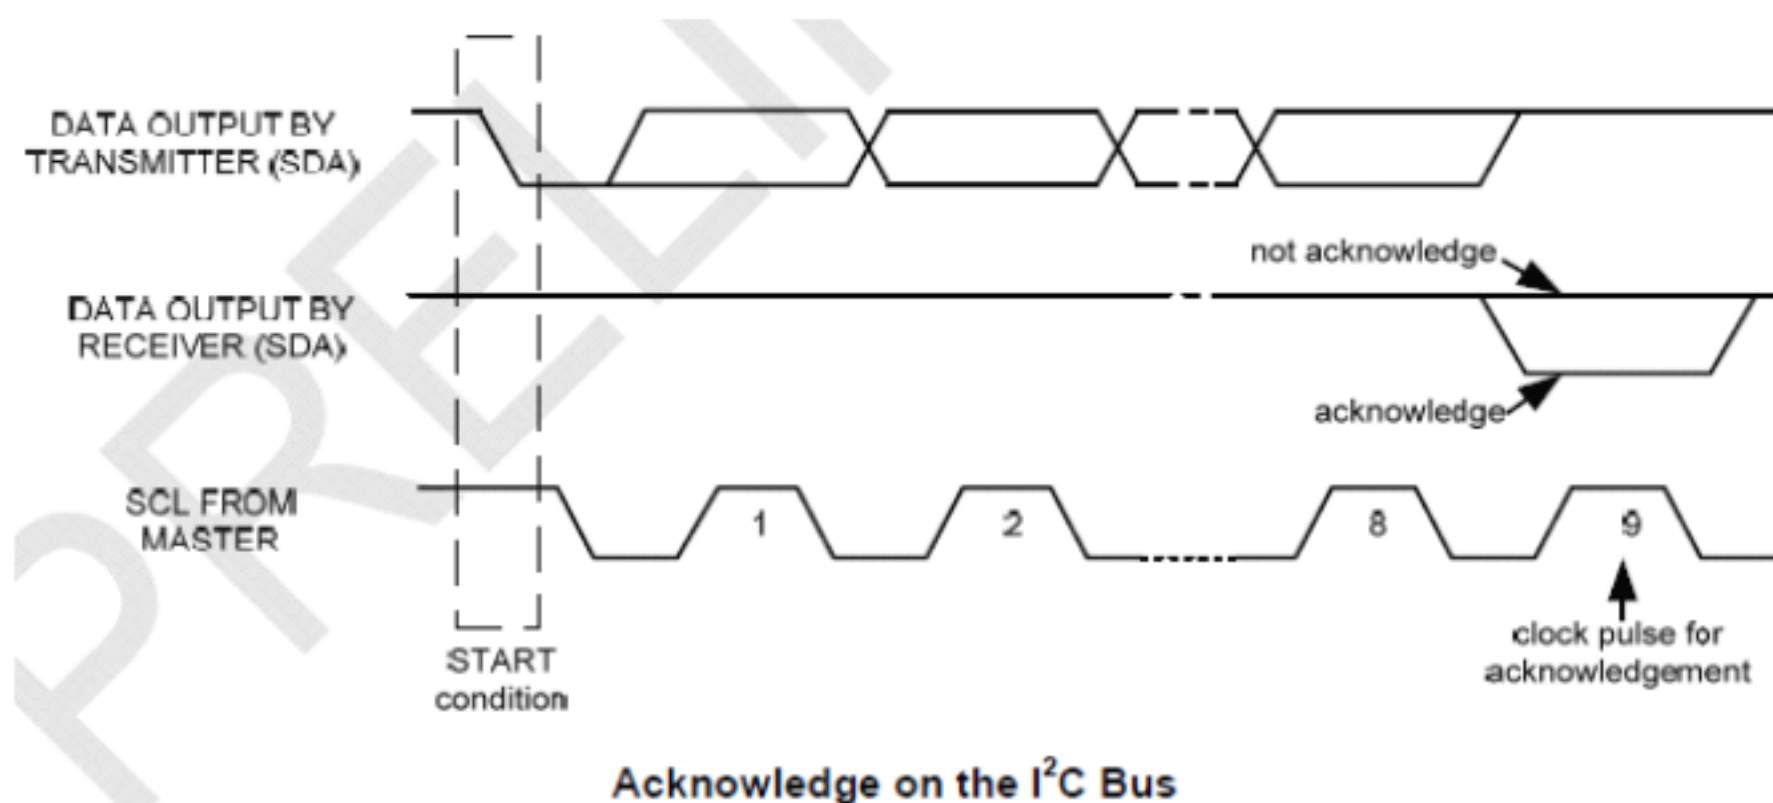 DATA OUTPUT BY
TRANSMITTER (SDA)
not acknowledge
DATA OUTPUT BY
RECEIVER (SDA)
acknowledge
SCL FROM
MASTER
1
2
8
9
START
condition
clock pulse for
acknowledgement
Acknowledge on the I²C Bus
PRELI